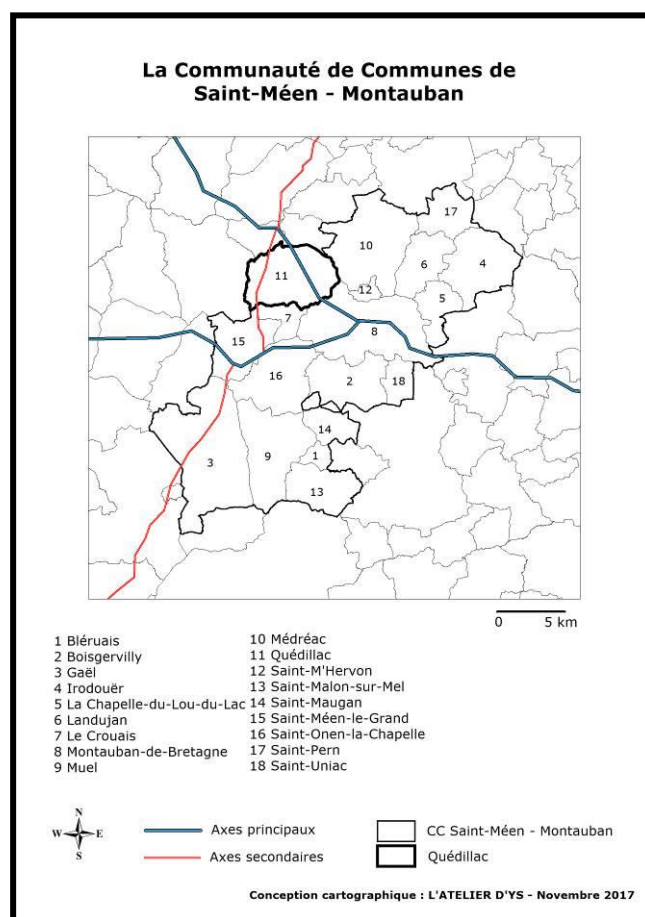 La Communauté de Communes de
Saint-Méen - Montauban
17
10
6
4
11
12
5
7
8
15
16
2
18
14
3
9
1
13
0 5 km
1 Bléruais
2 Boisgervilly
3 Gaël
4 Irodouër
5 La Chapelle-du-Lou-du-Lac
6 Landujan
7 Le Crouais
8 Montauban-de-Bretagne
9 Muel
10 Médréac
11 Quédillac
12 Saint-M'Hervon
13 Saint-Malon-sur-Mel
14 Saint-Maugan
15 Saint-Méen-le-Grand
16 Saint-Onen-la-Chapelle
17 Saint-Pern
18 Saint-Uniac
N
W E
S
Axes principaux
Axes secondaires
CC Saint-Méen - Montauban
Quédillac
Conception cartographique : L'ATELIER D'YS - Novembre 2017